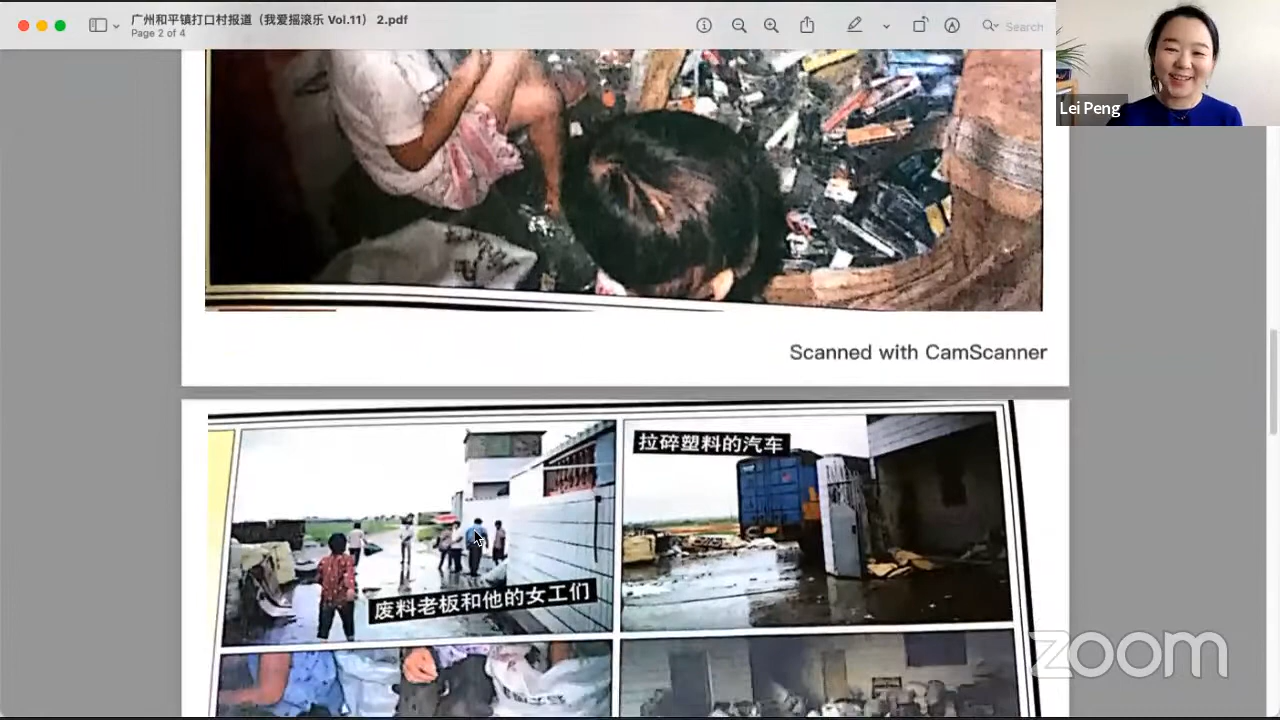 广州和平镇打口村报道（我爱摇滚乐 Vol.11） 2.pdf
Page 2 of 4
Search
Lei Peng
Scanned with CamScanner
拉碎塑料的汽车
废料老板和他的女工们
zoom